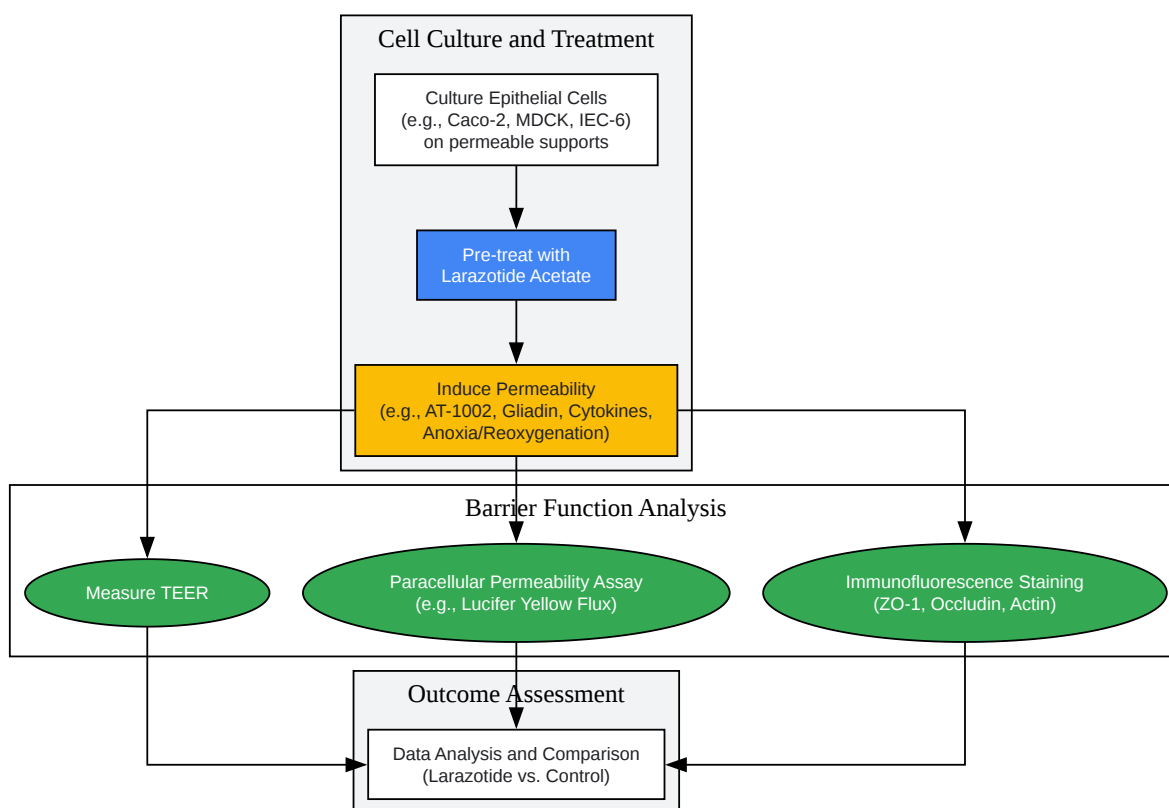 Cell Culture and Treatment
Culture Epithelial Cells
(e.g., Caco-2, MDCK, IEC-6)
on permeable supports
Pre-treat with
Larazotide Acetate
Induce Permeability
(e.g., AT-1002, Gliadin, Cytokines,
Anoxia/Reoxygenation)
Barrier Function Analysis
Measure TEER
Paracellular Permeability Assay
(e.g., Lucifer Yellow Flux)
Immunofluorescence Staining
(ZO-1, Occludin, Actin)
Outcome Assessment
Data Analysis and Comparison
(Larazotide vs. Control)